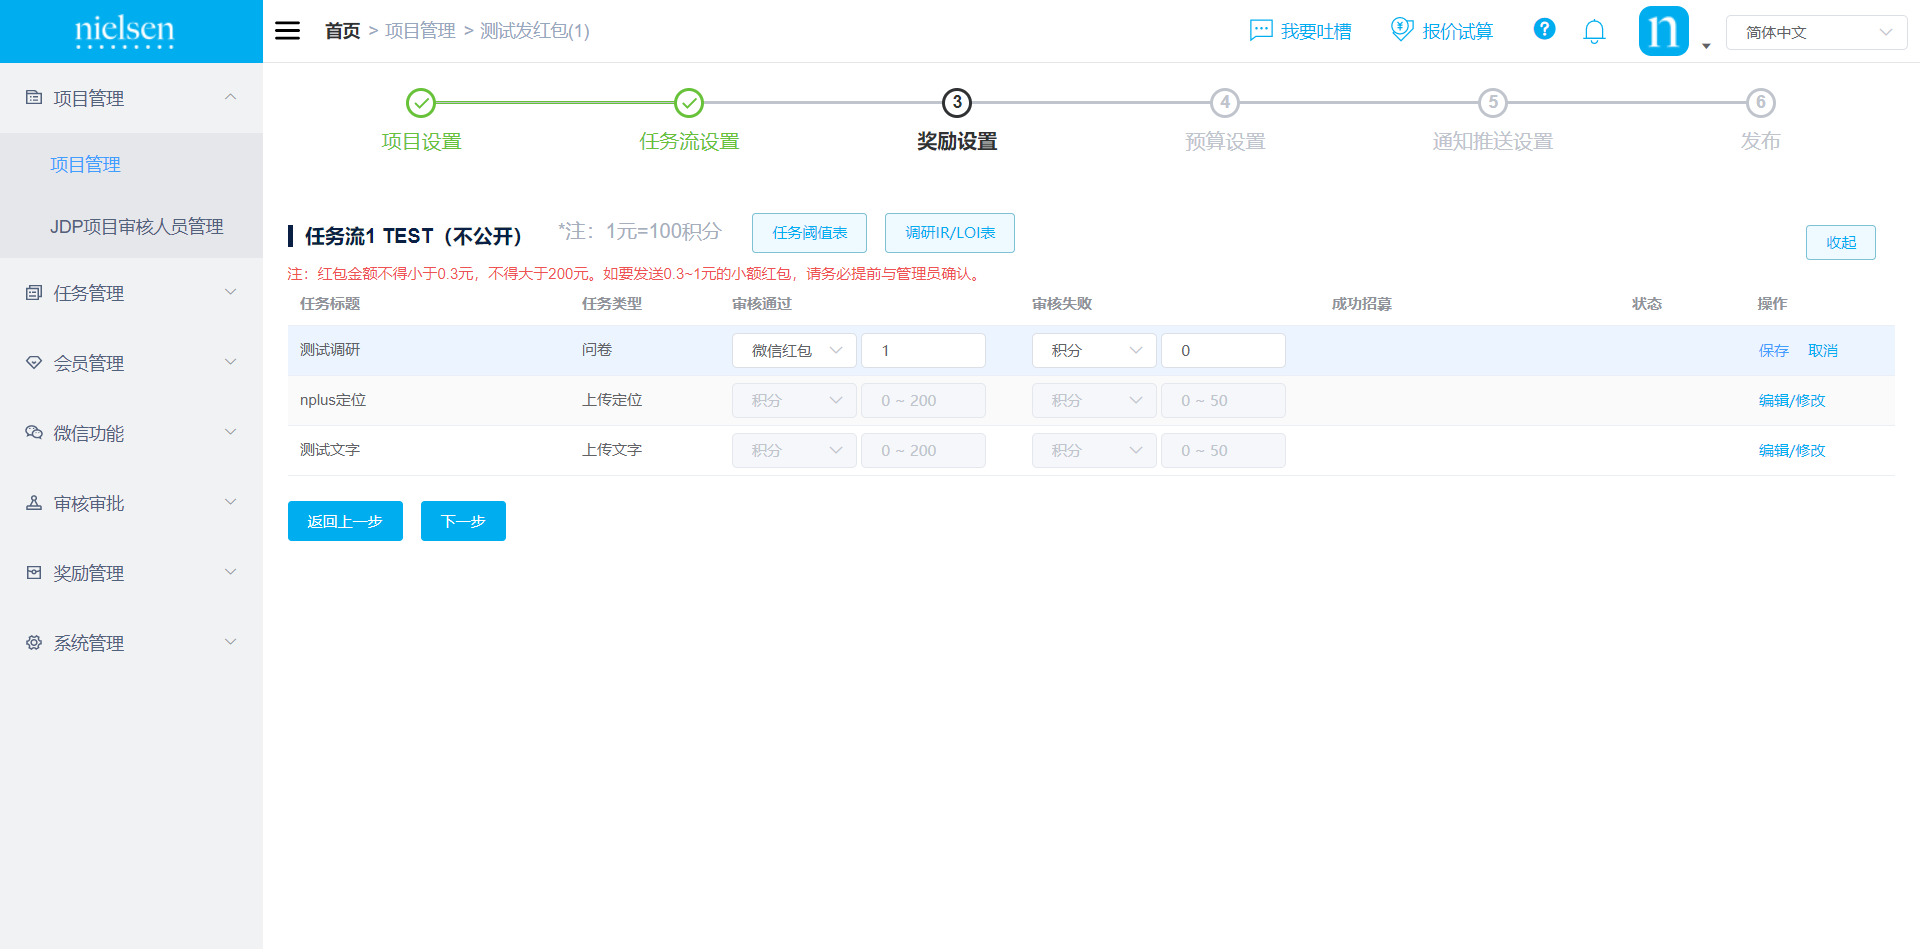 nielsen
首页 > 项目管理 > 测试发红包(1)
我要吐槽
报价试算
?
n
简体中文
项目管理
项目管理
JDP项目审核人员管理
任务管理
会员管理
微信功能
审核审批
奖励管理
系统管理
3 4 5 6
项目设置 任务流设置 奖励设置 预算设置 通知推送设置 发布
任务流1 TEST（不公开） *注：1元=100积分 任务阈值表 调研IR/LOI表 收起
注：红包金额不得小于0.3元，不得大于200元。如要发送0.3~1元的小额红包，请务必提前与管理员确认。
任务标题 任务类型 审核通过 审核失败 成功招募 状态 操作
测试调研 问卷 微信红包 1 积分 0 保存 取消
nplus定位 上传定位 积分 0 ~ 200 积分 0 ~ 50 编辑/修改
测试文字 上传文字 积分 0 ~ 200 积分 0 ~ 50 编辑/修改
返回上一步 下一步